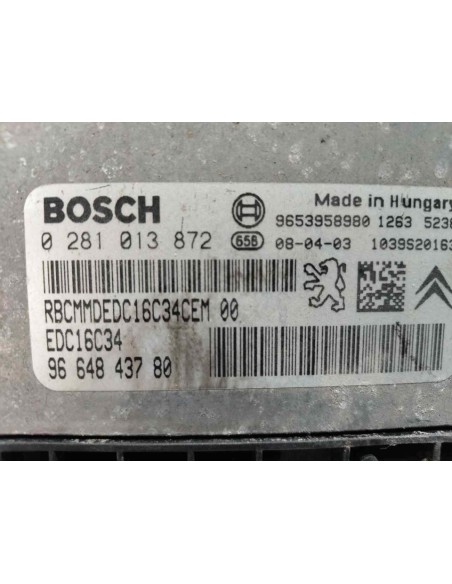 BOSCH
Made in Hungary
9653958980 1263
0 281 013 872
656 08-04-03 1039S20163
RBCMMDEDC16C34CEM 00
EDC16C34
96 648 437 80